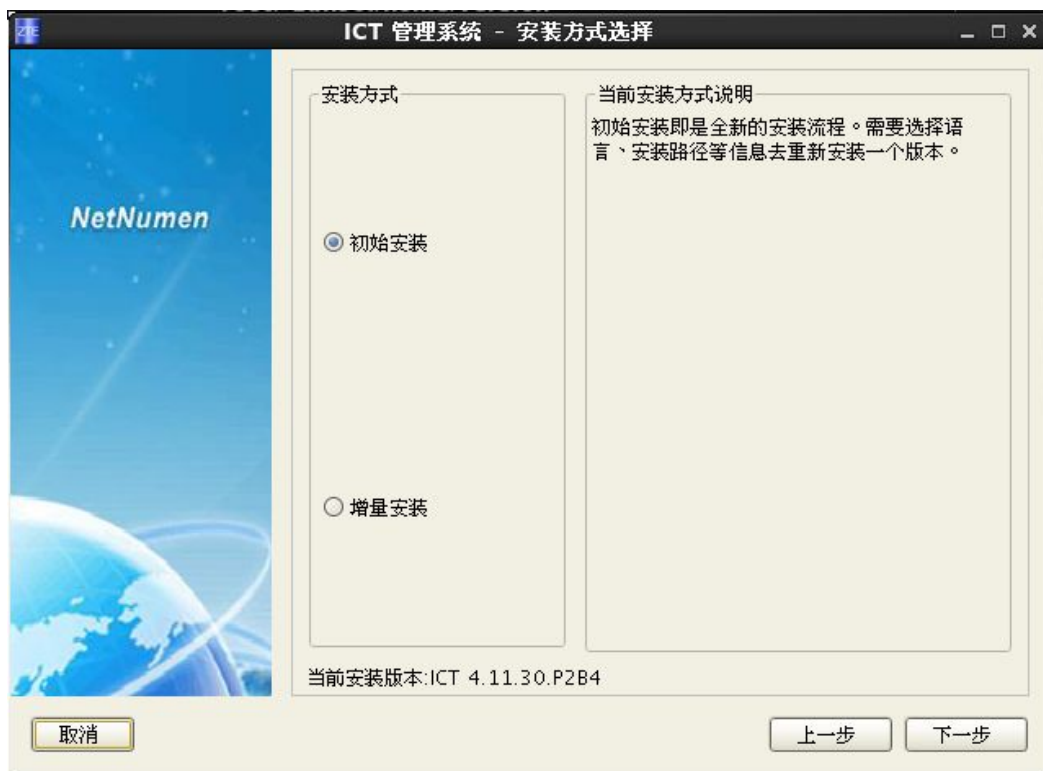 ZTE
ICT 管理系统 - 安装方式选择
安装方式
当前安装方式说明
初始安装即是全新的安装流程。需要选择语
言、安装路径等信息去重新安装一个版本。
NetNumen
初始安装
增量安装
当前安装版本:ICT 4.11.30.P2B4
取消
上一步
下一步